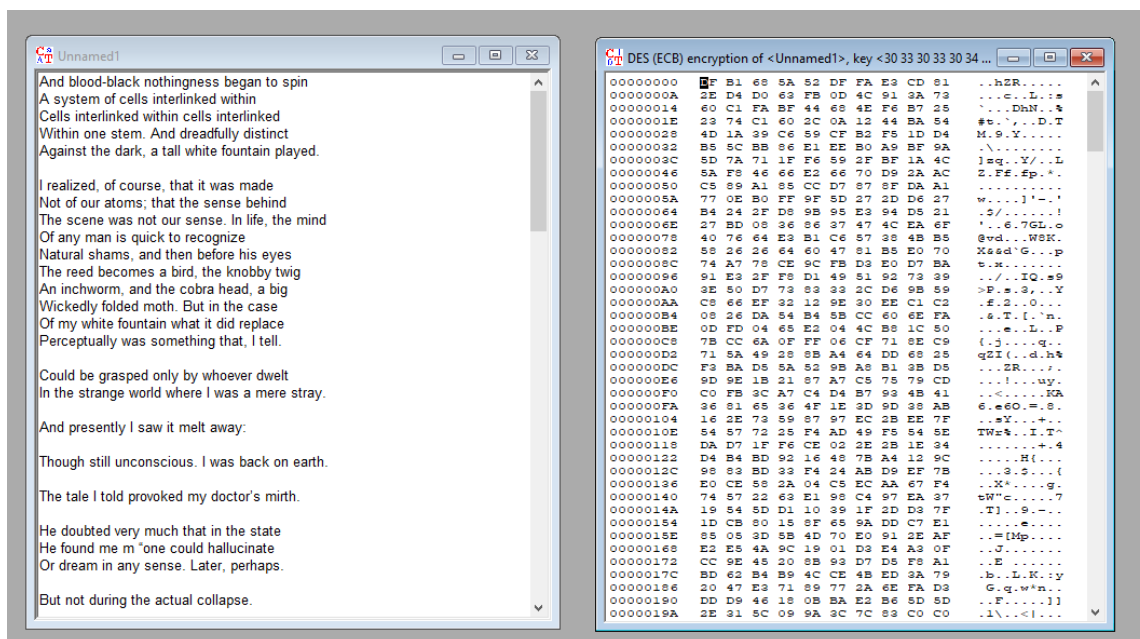 Unnamed1
And blood-black nothingness began to spin
A system of cells interlinked within
Cells interlinked within cells interlinked
Within one stem. And dreadfully distinct
Against the dark, a tall white fountain played.
I realized, of course, that it was made
Not of our atoms; that the sense behind
The scene was not our sense. In life, the mind
Of any man is quick to recognize
Natural shams, and then before his eyes
The reed becomes a bird, the knobby twig
An inchworm, and the cobra head, a big
Wickedly folded moth. But in the case
Of my white fountain what it did replace
Perceptually was something that, I tell.
Could be grasped only by whoever dwelt
In the strange world where I was a mere stray.
And presently I saw it melt away:
Though still unconscious. I was back on earth.
The tale I told provoked my doctor's mirth.
He doubted very much that in the state
He found me m “one could hallucinate
Or dream in any sense. Later, perhaps.
But not during the actual collapse.
DES (ECB) encryption of <Unnamed1>, key <30 33 30 33 30 34 ...
00000000 DF B1 68 5A 52 DF FA E3 CD 81 ..hZR.....
0000000A 2E D4 D0 63 FB 0D 4C 91 3A 73 ...c..L.:s
00000014 60 C1 FA BF 44 68 4E F6 B7 25 `...DhN..%
0000001E 23 74 C1 60 2C 0A 12 44 BA 54 #t.`,..D.T
00000028 4D 1A 39 C6 59 CF B2 F5 1D D4 M.9.Y.....
00000032 B5 5C BB 86 E1 EE B0 A9 BF 9A .\........
0000003C 5D 7A 71 1F F6 59 2F BF 1A 4C ]zq..Y/..L
00000046 5A F8 46 66 E2 66 70 D9 2A AC Z.Ff.fp.*.
00000050 C5 89 A1 85 CC D7 87 8F DA A1 ..........
0000005A 77 0E B0 FF 9F 5D 27 2D D6 27 w....]'-.'
00000064 B4 24 2F D8 9B 95 E3 94 D5 21 .$/......!
0000006E 27 BD 08 36 86 37 47 4C EA 6F '..6.7GL.o
00000078 40 76 64 E3 B1 C6 57 38 4B B5 @vd...W8K.
00000082 58 26 26 64 60 47 81 B5 E0 70 X&&d`G...p
0000008C 74 A7 78 CE 9C FB D3 E0 D7 BA t.x.......
00000096 91 E3 2F F8 D1 49 51 92 73 39 ../..IQ.s9
000000A0 3E 50 D7 73 83 33 2C D6 9B 59 >P.s.3,..Y
000000AA C8 66 EF 32 12 9E 30 EE C1 C2 .f.2..0...
000000B4 08 26 DA 54 B4 5B CC 60 6E FA .&.T.[.`n.
000000BE 0D FD 04 65 E2 04 4C B8 1C 50 ...e..L..P
000000C8 7B CC 6A 0F FF 06 CF 71 8E C9 {.j....q..
000000D2 71 5A 49 28 8B A4 64 DD 68 25 qZI(..d.h%
000000DC F3 BA D5 5A 52 9B A8 B1 3B D5 ...ZR...;.
000000E6 9D 9E 1B 21 87 A7 C5 75 79 CD ...!...uy.
000000F0 C0 FB 3C A7 C4 D4 B7 93 4B 41 ..<.....KA
000000FA 36 81 65 36 4F 1E 3D 9D 38 AB 6.e6O.=.8.
00000104 16 2E 73 59 87 97 EC 2B EE 7F ..sY...+..
0000010E 54 57 72 25 F4 AD 49 F5 54 5E TWr%..I.T^
00000118 DA D7 1F F6 CE 02 2E 2B 1E 34 .......+.4
00000122 D4 B4 BD 92 16 48 7B A4 12 9C .....H{...
0000012C 98 83 BD 33 F4 24 AB D9 EF 7B ...3.$...{
00000136 E0 CE 58 2A 04 C5 EC AA 67 F4 ..X*....g.
00000140 74 57 22 63 E1 98 C4 97 EA 37 tW"c.....7
0000014A 19 54 5D D1 10 39 1F 2D D3 7F .T]..9.-..
00000154 1D CB 80 15 8F 65 9A DD C7 E1 .....e....
0000015E 85 05 3D 5B 4D 70 E0 91 2E AF ..=[Mp....
00000168 E2 E5 4A 9C 19 01 D3 E4 A3 0F ..J.......
00000172 CC 9E 45 20 8B 93 D7 D5 F8 A1 ..E ......
0000017C BD 62 B4 B9 4C CE 4B ED 3A 79 .b..L.K.:y
00000186 20 47 E3 71 89 77 2A 6E FA D3  G.q.w*n..
00000190 DD D9 46 18 0B BA E2 B6 5D 5D ..F.....]]
0000019A 2E 31 5C 09 9A 3C 7C 83 C0 C0 .1\..<|...